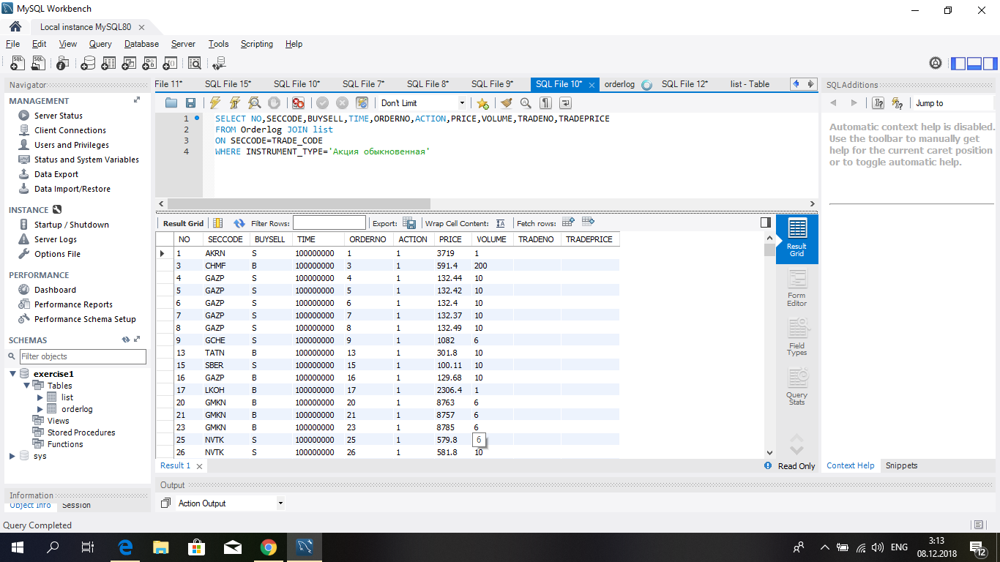 MySQL Workbench
Local instance MySQL80
File Edit View Query Database Server Tools Scripting Help
Navigator
MANAGEMENT
Server Status
Client Connections
Users and Privileges
Status and System Variables
Data Export
Data Import/Restore
INSTANCE
Startup / Shutdown
Server Logs
Options File
PERFORMANCE
Dashboard
Performance Reports
Performance Schema Setup
SCHEMAS
Filter objects
exercise1
Tables
list
orderlog
Views
Stored Procedures
Functions
sys
Information
Object Info Session
Query Completed
File 11* SQL File 15* SQL File 10* SQL File 7* SQL File 8* SQL File 9* SQL File 10* orderlog SQL File 12* list - Table
Don't Limit
1 SELECT NO,SECCODE,BUYSELL,TIME,ORDERNO,ACTION,PRICE,VOLUME,TRADENO,TRADEPRICE
2 FROM Orderlog JOIN list
3 ON SECCODE=TRADE_CODE
4 WHERE INSTRUMENT_TYPE='Акция обыкновенная'
Result Grid Filter Rows: Export: Wrap Cell Content: Fetch rows:
NO SECCODE BUYSELL TIME ORDERNO ACTION PRICE VOLUME TRADENO TRADEPRICE
1 AKRN S 100000000 1 1 3719 1
3 CHMF B 100000000 3 1 591.4 200
4 GAZP S 100000000 4 1 132.44 10
5 GAZP S 100000000 5 1 132.42 10
6 GAZP S 100000000 6 1 132.4 10
7 GAZP S 100000000 7 1 132.37 10
8 GAZP S 100000000 8 1 132.49 10
9 GCHE S 100000000 9 1 1082 6
13 TATN B 100000000 13 1 301.8 10
15 SBER S 100000000 15 1 100.11 10
16 GAZP B 100000000 16 1 129.68 10
17 LKOH B 100000000 17 1 2306.4 1
20 GMKN B 100000000 20 1 8763 6
21 GMKN B 100000000 21 1 8757 6
23 GMKN B 100000000 23 1 8785 6
25 NVTK S 100000000 25 1 579.8 6
26 NVTK S 100000000 26 1 581.8 10
Result
Grid
Form
Editor
Field
Types
Query
Stats
Result 1
Read Only
Output
Action Output
SQLAdditions
Jump to
Automatic context help is disabled.
Use the toolbar to manually get
help for the current caret position
or to toggle automatic help.
Context Help Snippets
ENG
3:13
08.12.2018
12